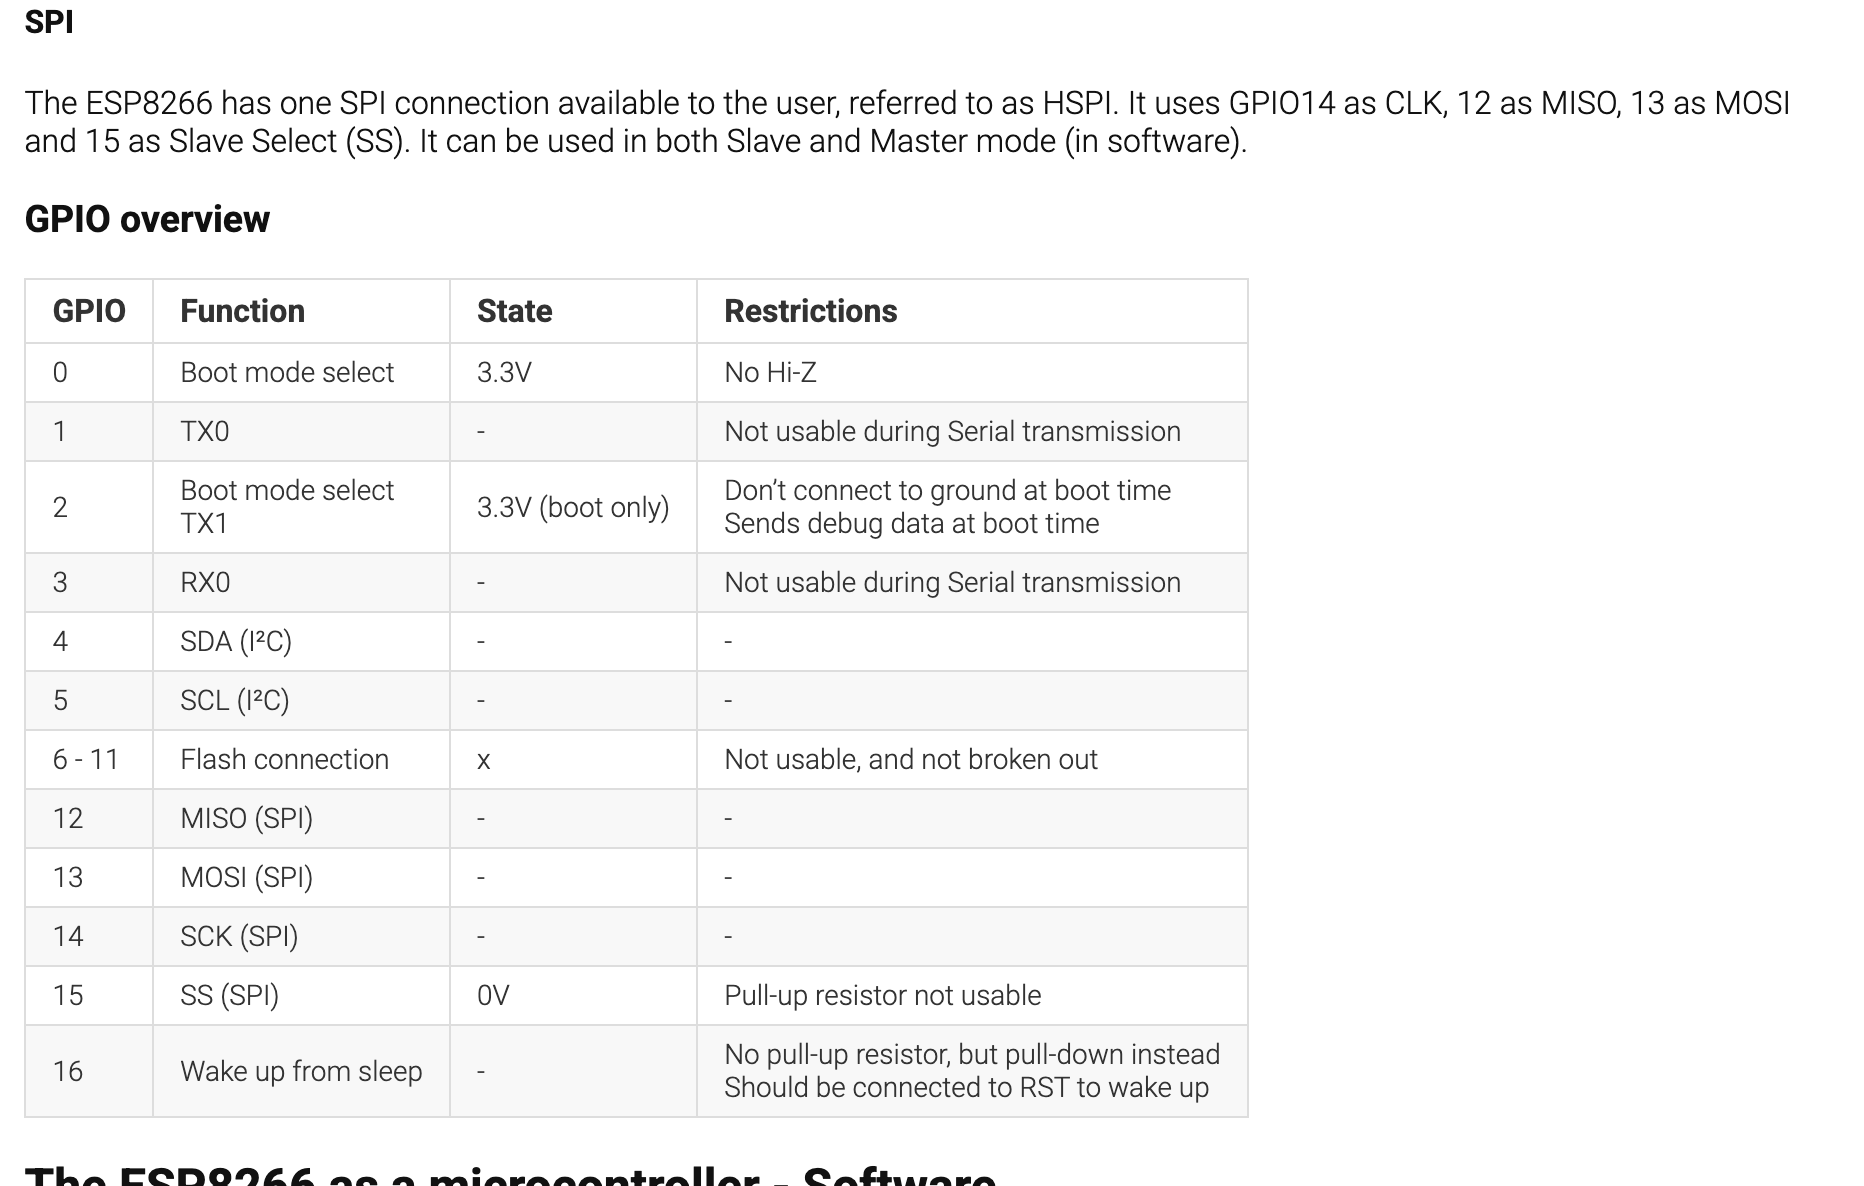 SPI
The ESP8266 has one SPI connection available to the user, referred to as HSPI. It uses GPIO14 as CLK, 12 as MISO, 13 as MOSI
and 15 as Slave Select (SS). It can be used in both Slave and Master mode (in software).
GPIO overview
GPIO Function State Restrictions
0 Boot mode select 3.3V No Hi-Z
1 TX0 - Not usable during Serial transmission
2 Boot mode select TX1 3.3V (boot only) Don’t connect to ground at boot time
Sends debug data at boot time
3 RX0 - Not usable during Serial transmission
4 SDA (I²C) - -
5 SCL (I²C) - -
6 - 11 Flash connection x Not usable, and not broken out
12 MISO (SPI) - -
13 MOSI (SPI) - -
14 SCK (SPI) - -
15 SS (SPI) 0V Pull-up resistor not usable
16 Wake up from sleep - No pull-up resistor, but pull-down instead
Should be connected to RST to wake up
The ESP8266 as a microcontroller - Software